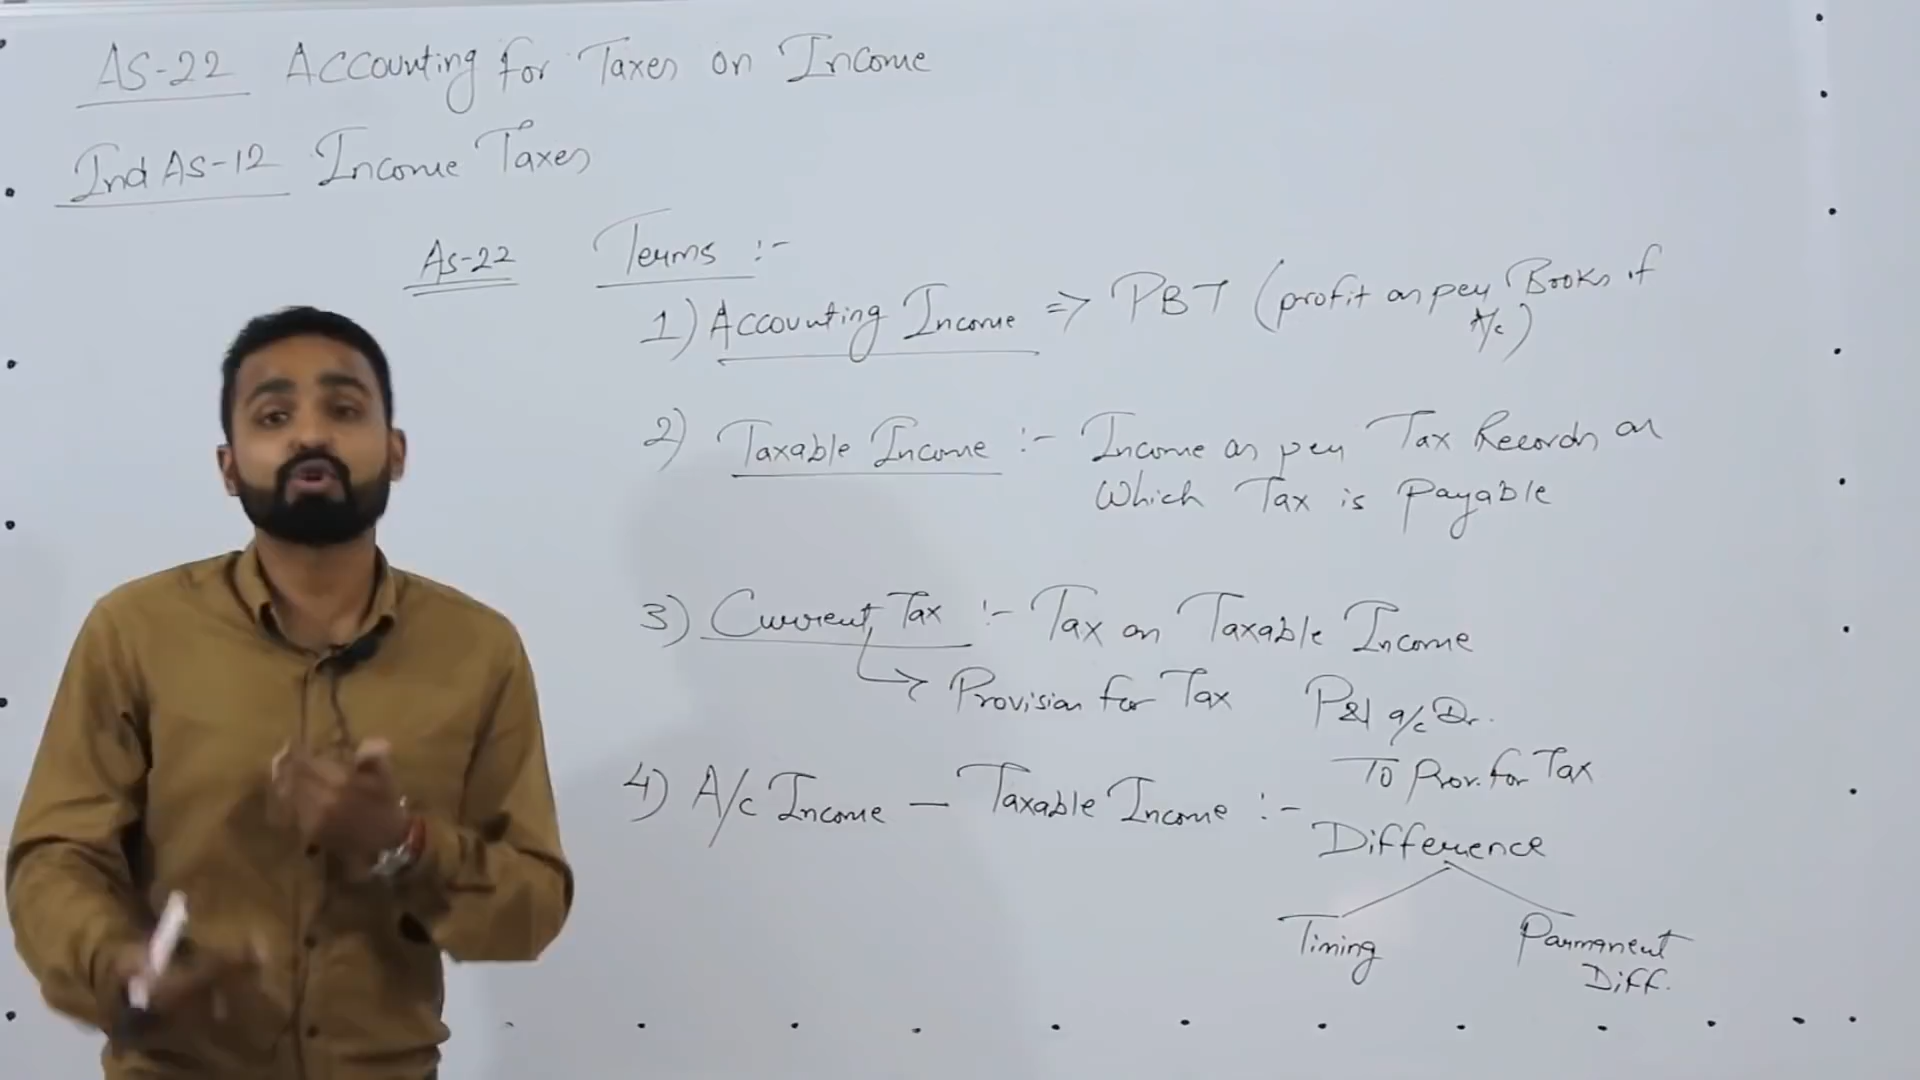 AS-22 Accounting for Taxes on Income
Ind AS-12 Income Taxes
AS-22 Terms :-
1) Accounting Income => PBT (profit as per Books of A/c)
2) Taxable Income :- Income as per Tax Records on
Which Tax is Payable
3) Current Tax :- Tax on Taxable Income
→ Provision for Tax P&l a/c Dr.
To Prov. for Tax
4) A/c Income — Taxable Income :-
Difference
Timing Parmanent
Diff.